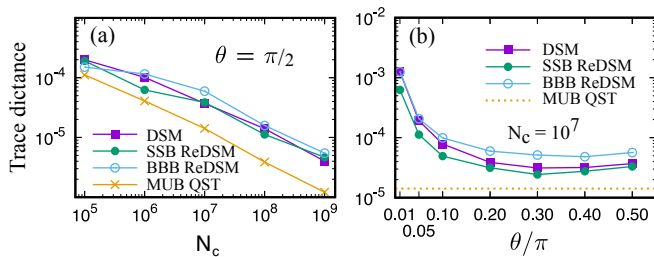 (a)
θ = π/2
Trace dictance
10^-4
10^-5
DSM
SSB ReDSM
BBB ReDSM
MUB QST
10^5 10^6 10^7 10^8 10^9
N_c
(b)
10^-2
10^-3
10^-4
10^-5
DSM
SSB ReDSM
BBB ReDSM
MUB QST
N_c = 10^7
0.01 0.10 0.20 0.30 0.40 0.50
0.05
θ/π